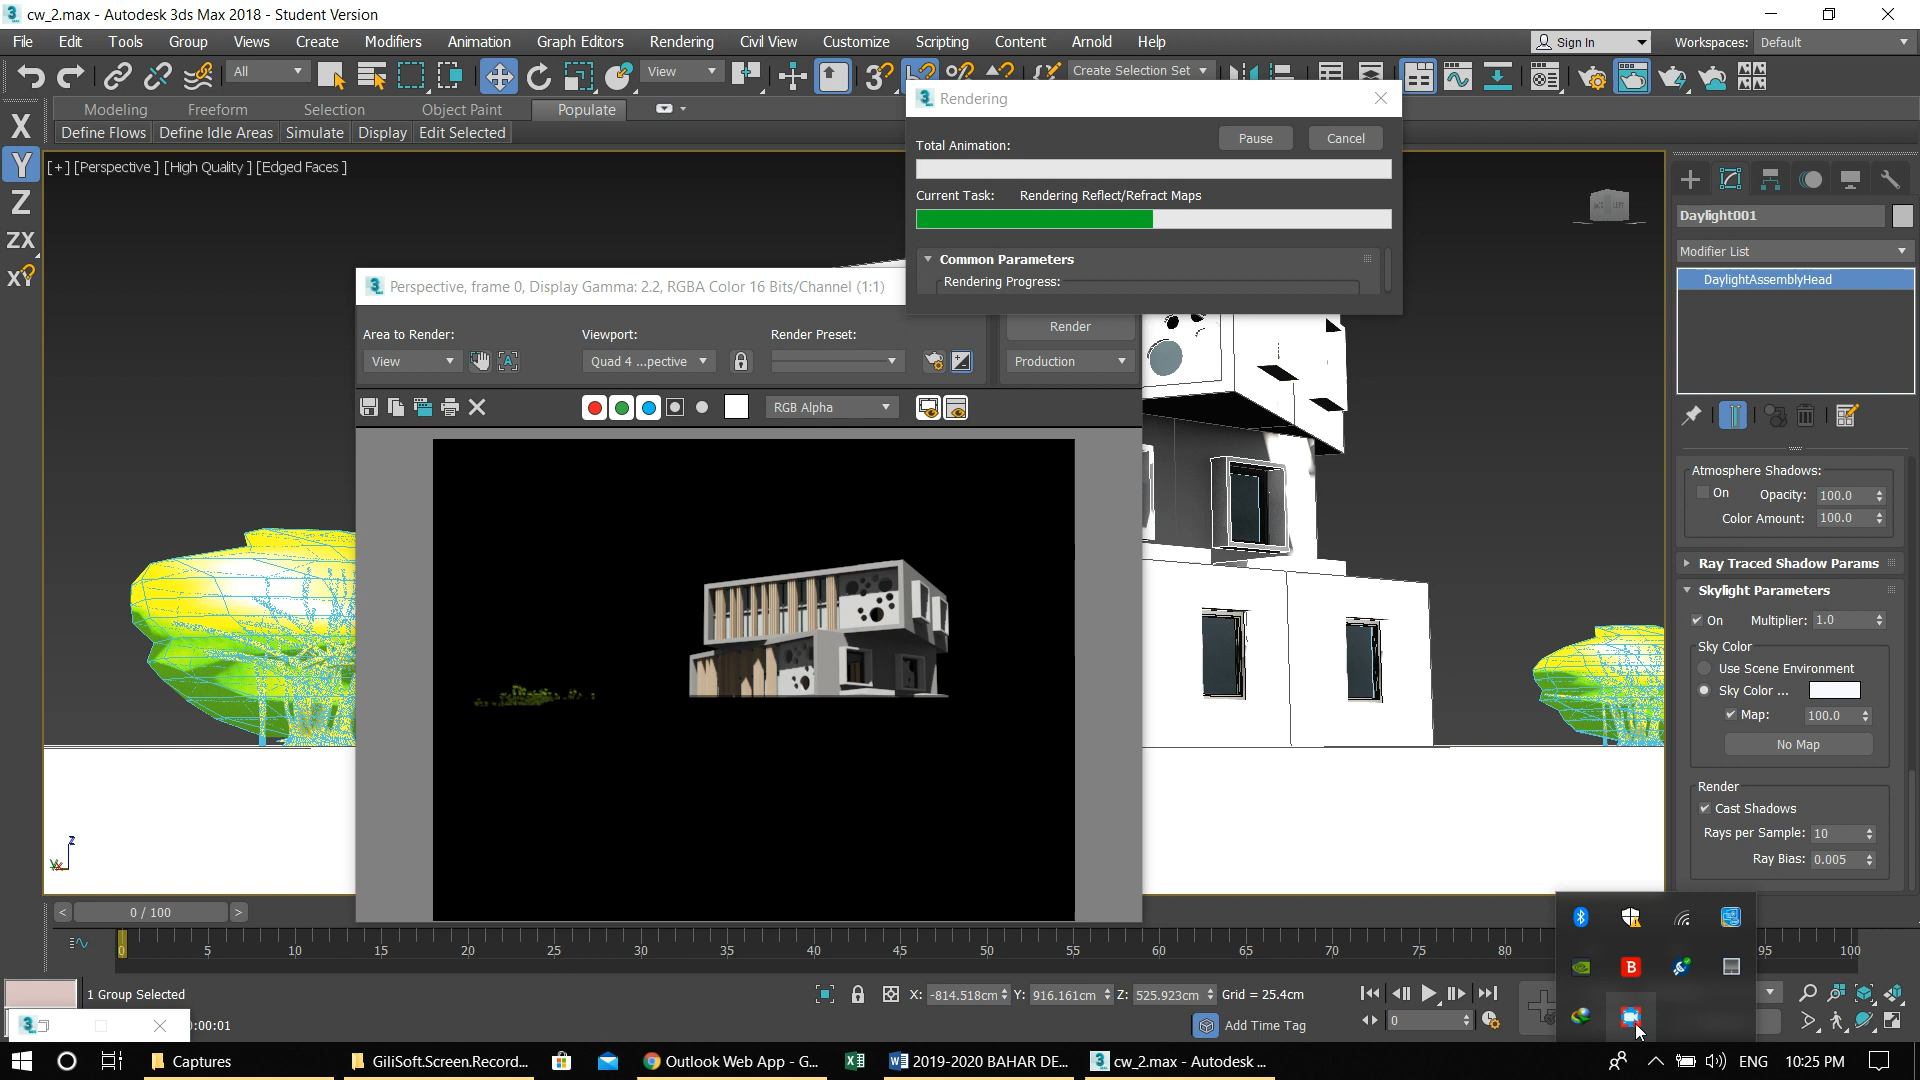 cw_2.max - Autodesk 3ds Max 2018 - Student Version
File Edit Tools Group Views Create Modifiers Animation Graph Editors Rendering Civil View Customize Scripting Content Arnold Help
Sign In Workspaces: Default
All View Create Selection Set
Modeling Freeform Selection Object Paint Populate
Define Flows Define Idle Areas Simulate Display Edit Selected
X
Y
Z
ZX
XY
[+] [Perspective ] [High Quality ] [Edged Faces ]
Rendering
Pause Cancel
Total Animation:
Current Task: Rendering Reflect/Refract Maps
Common Parameters
Rendering Progress:
Perspective, frame 0, Display Gamma: 2.2, RGBA Color 16 Bits/Channel (1:1)
Area to Render: Viewport: Render Preset:
Render
View Quad 4 ...pective Production
RGB Alpha
Daylight001
Modifier List
DaylightAssemblyHead
Atmosphere Shadows:
On Opacity: 100.0
Color Amount: 100.0
Ray Traced Shadow Params
Skylight Parameters
On Multiplier: 1.0
Sky Color
Use Scene Environment
Sky Color ...
Map: 100.0
No Map
Render
Cast Shadows
Rays per Sample: 10
Ray Bias: 0.005
z
< 0 / 100 >
0 5 10 15 20 25 30 35 40 45 50 55 60 65 70 75 80 95 100
1 Group Selected
X: -814.518cm Y: 916.161cm Z: 525.923cm Grid = 25.4cm
0:00:01
Add Time Tag
0
B
Captures GiliSoft.Screen.Record... Outlook Web App - G... 2019-2020 BAHAR DE... cw_2.max - Autodesk ... ENG 10:25 PM